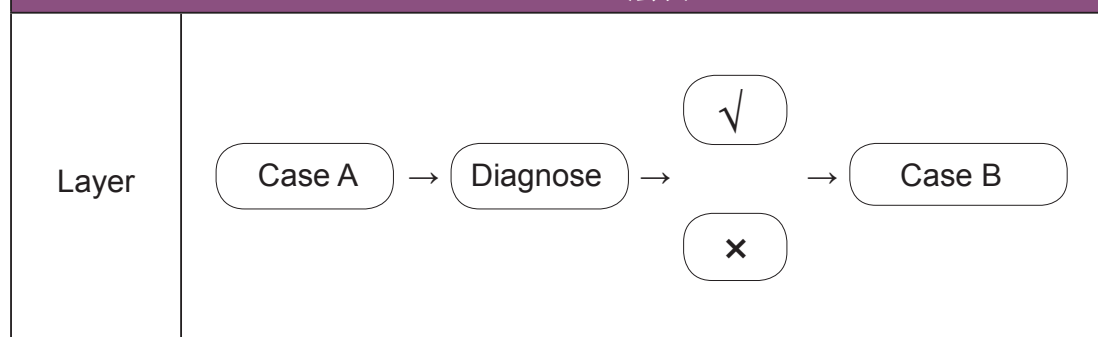 √
Layer
Case A → Diagnose → → Case B
×